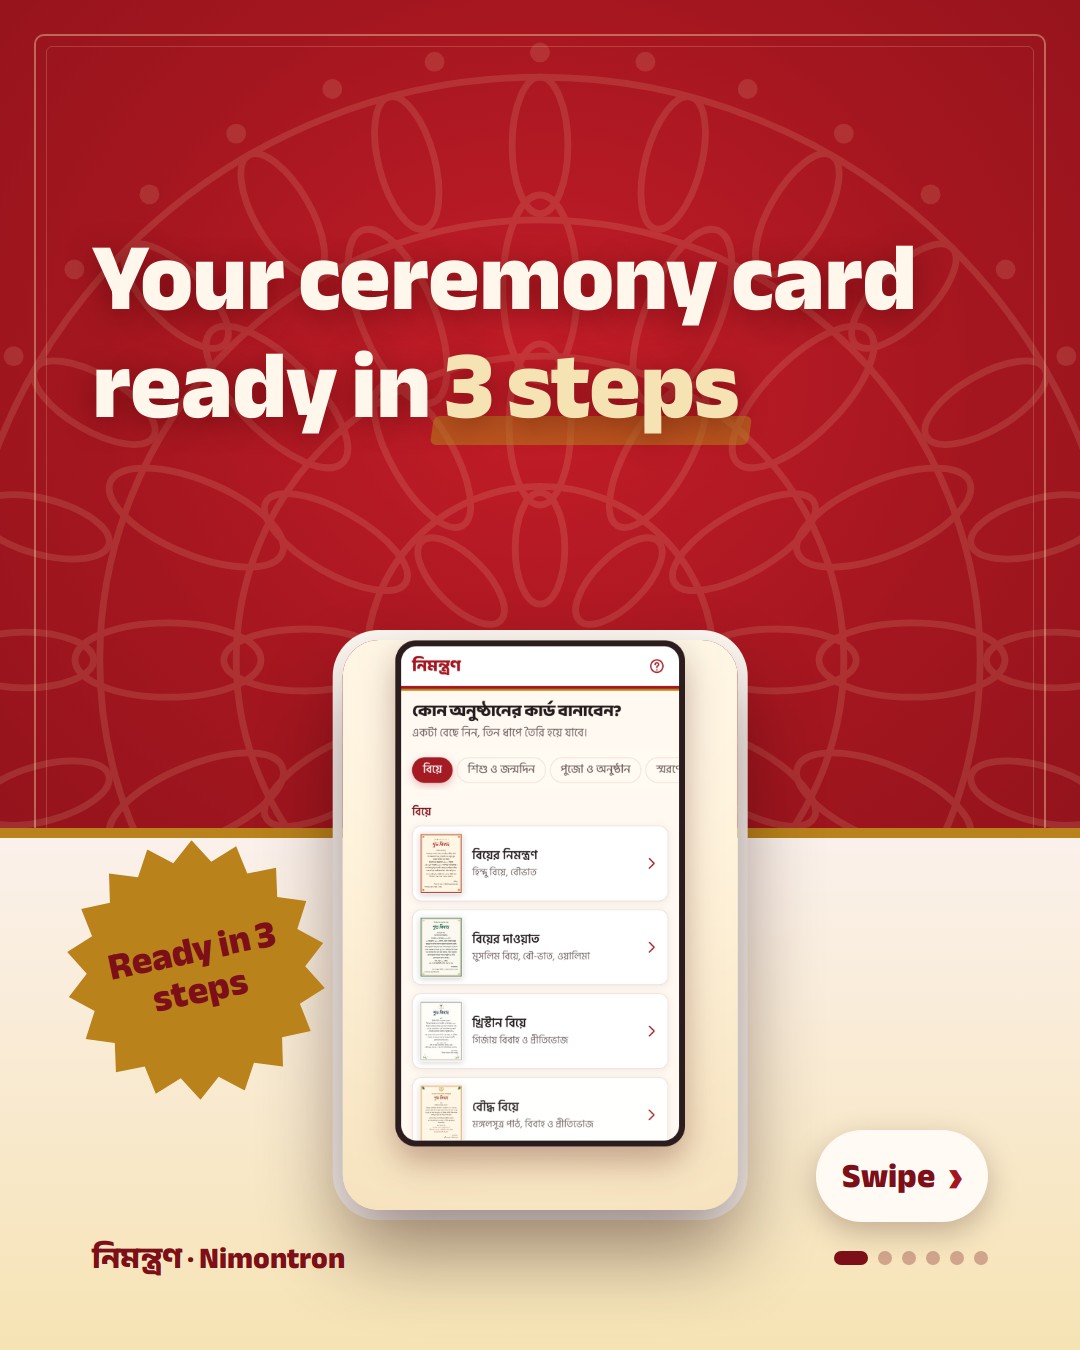 Your ceremony card
ready in 3 steps
নিমন্ত্রণ
কোন অনুষ্ঠানের কার্ড বানাবেন?
একটা বেছে নিন, তিন ধাপে তৈরি হয়ে যাবে।
বিয়ে
শিশু ও জন্মদিন
পুজো ও অনুষ্ঠান
বিয়ে
বিয়ের নিমন্ত্রণ
হিন্দু বিয়ে, বৌভাত
বিয়ের দাওয়াত
মুসলিম বিয়ে, বৌ-ভাত, ওয়ালিমা
খ্রিস্টান বিয়ে
গির্জায় বিবাহ ও প্রীতিভোজ
বৌদ্ধ বিয়ে
মঙ্গলসূত্র পাঠ, বিবাহ ও প্রীতিভোজ
Ready in 3
steps
Swipe ›
নিমন্ত্রণ · Nimontron